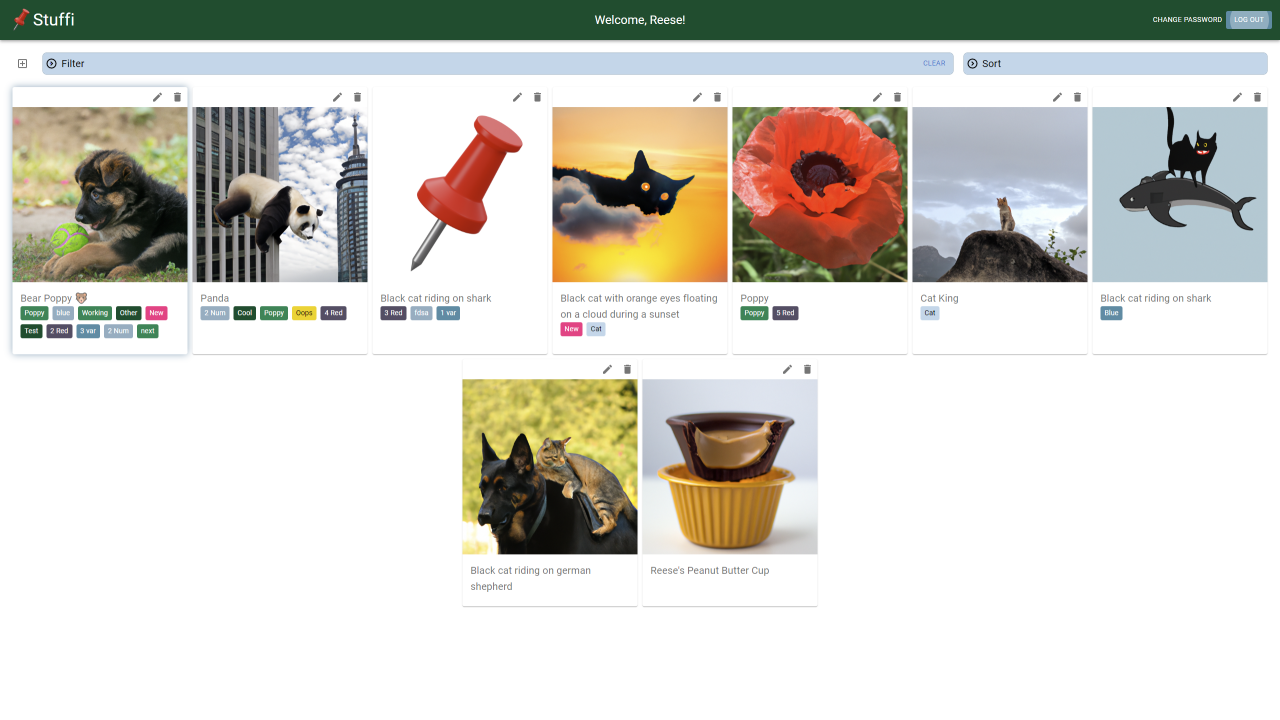 Stuffi
Welcome, Reese!
CHANGE PASSWORD
LOG OUT
Filter
CLEAR
Sort
Bear Poppy 🐻
Poppy blue Working Other New
Test 2 Red 3 var 2 Num next
Panda
2 Num Cool Poppy Oops 4 Red
Black cat riding on shark
3 Red fdsa 1 var
Black cat with orange eyes floating
on a cloud during a sunset
New Cat
Poppy
Poppy 5 Red
Cat King
Cat
Black cat riding on shark
Blue
Black cat riding on german
shepherd
Reese's Peanut Butter Cup